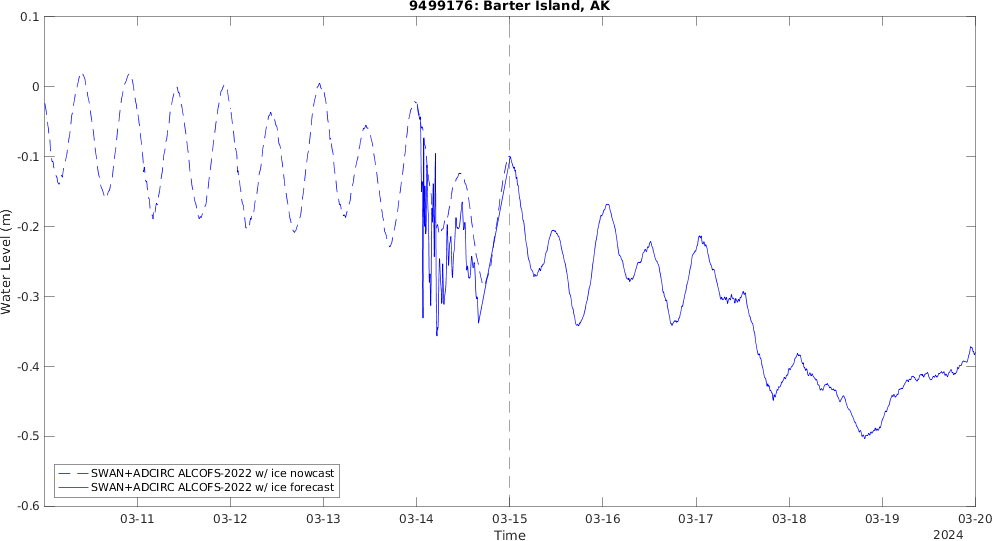 9499176: Barter Island, AK
0.1
0
-0.1
-0.2
-0.3
-0.4
-0.5
-0.6
Water Level (m)
SWAN+ADCIRC ALCOFS-2022 w/ ice nowcast
SWAN+ADCIRC ALCOFS-2022 w/ ice forecast
03-11 03-12 03-13 03-14 03-15 03-16 03-17 03-18 03-19 03-20
Time
2024